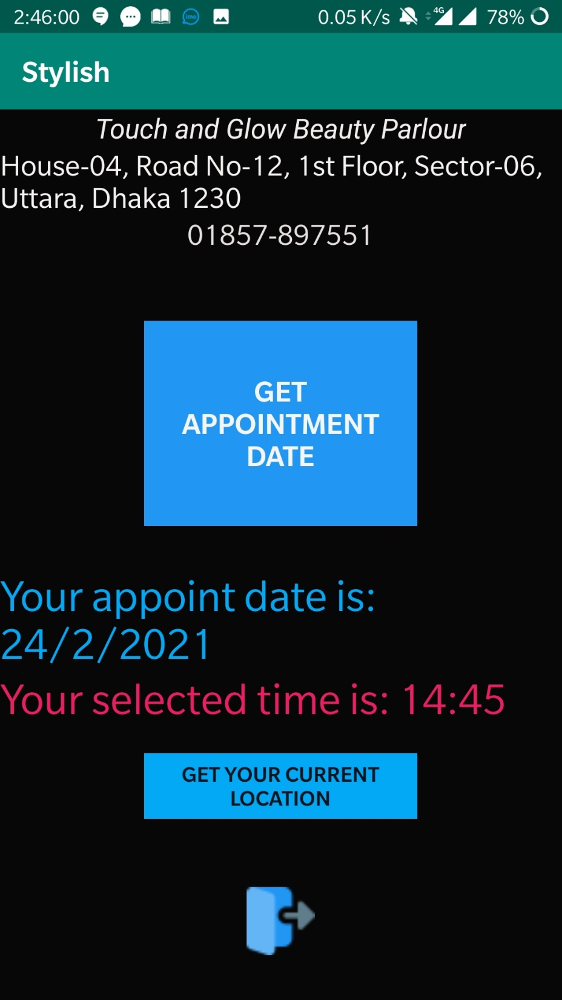 2:46:00 imo 0.05 K/s 4G 78%
Stylish
Touch and Glow Beauty Parlour
House-04, Road No-12, 1st Floor, Sector-06,
Uttara, Dhaka 1230
01857-897551
GET
APPOINTMENT
DATE
Your appoint date is:
24/2/2021
Your selected time is: 14:45
GET YOUR CURRENT
LOCATION